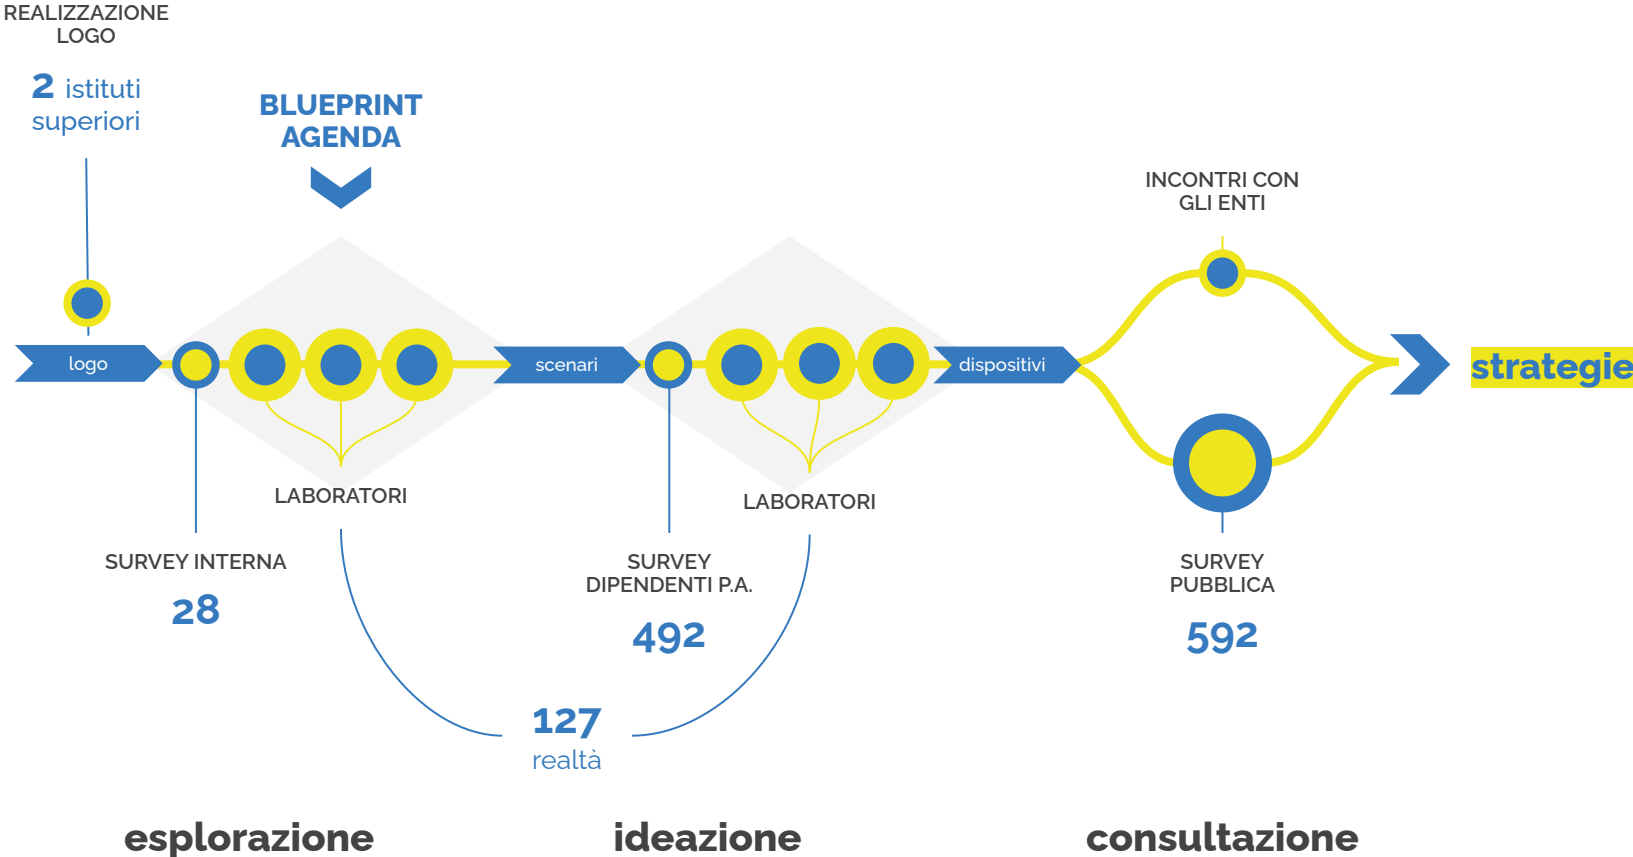 REALIZZAZIONE
LOGO
2 istituti
superiori
BLUEPRINT
AGENDA
INCONTRI CON
GLI ENTI
logo
scenari
dispositivi
strategie
LABORATORI
LABORATORI
SURVEY INTERNA
28
SURVEY
DIPENDENTI P.A.
492
SURVEY
PUBBLICA
592
127
realtà
esplorazione
ideazione
consultazione